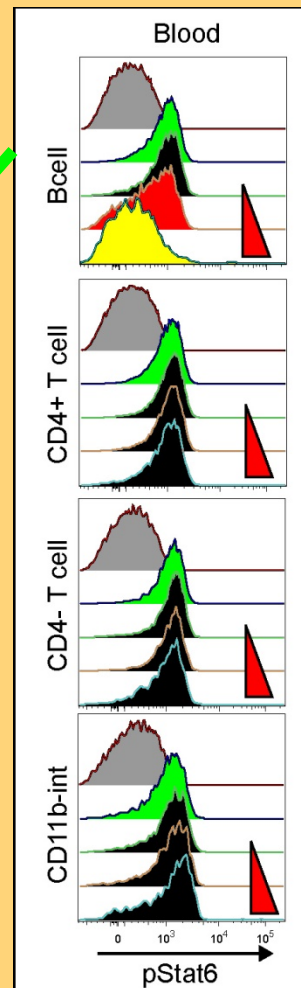 Blood
Bcell
CD4+ T cell
CD4- T cell
CD11b-int
0 10³ 10⁴ 10⁵
pStat6